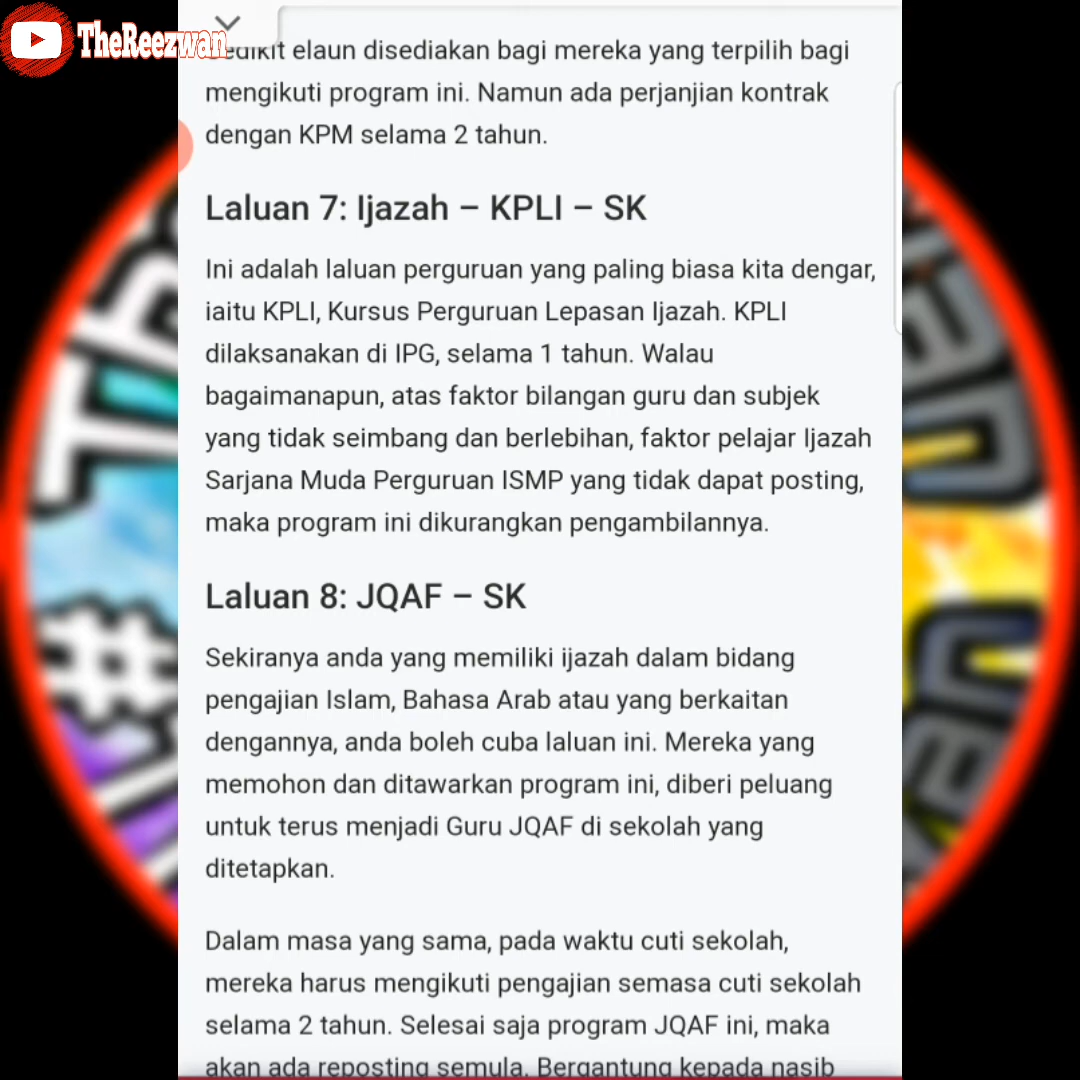 TheReezwan
Sedikit elaun disediakan bagi mereka yang terpilih bagi
mengikuti program ini. Namun ada perjanjian kontrak
dengan KPM selama 2 tahun.
Laluan 7: Ijazah – KPLI – SK
Ini adalah laluan perguruan yang paling biasa kita dengar,
iaitu KPLI, Kursus Perguruan Lepasan Ijazah. KPLI
dilaksanakan di IPG, selama 1 tahun. Walau
bagaimanapun, atas faktor bilangan guru dan subjek
yang tidak seimbang dan berlebihan, faktor pelajar Ijazah
Sarjana Muda Perguruan ISMP yang tidak dapat posting,
maka program ini dikurangkan pengambilannya.
Laluan 8: JQAF – SK
Sekiranya anda yang memiliki ijazah dalam bidang
pengajian Islam, Bahasa Arab atau yang berkaitan
dengannya, anda boleh cuba laluan ini. Mereka yang
memohon dan ditawarkan program ini, diberi peluang
untuk terus menjadi Guru JQAF di sekolah yang
ditetapkan.
Dalam masa yang sama, pada waktu cuti sekolah,
mereka harus mengikuti pengajian semasa cuti sekolah
selama 2 tahun. Selesai saja program JQAF ini, maka
akan ada reposting semula. Bergantung kepada nasib